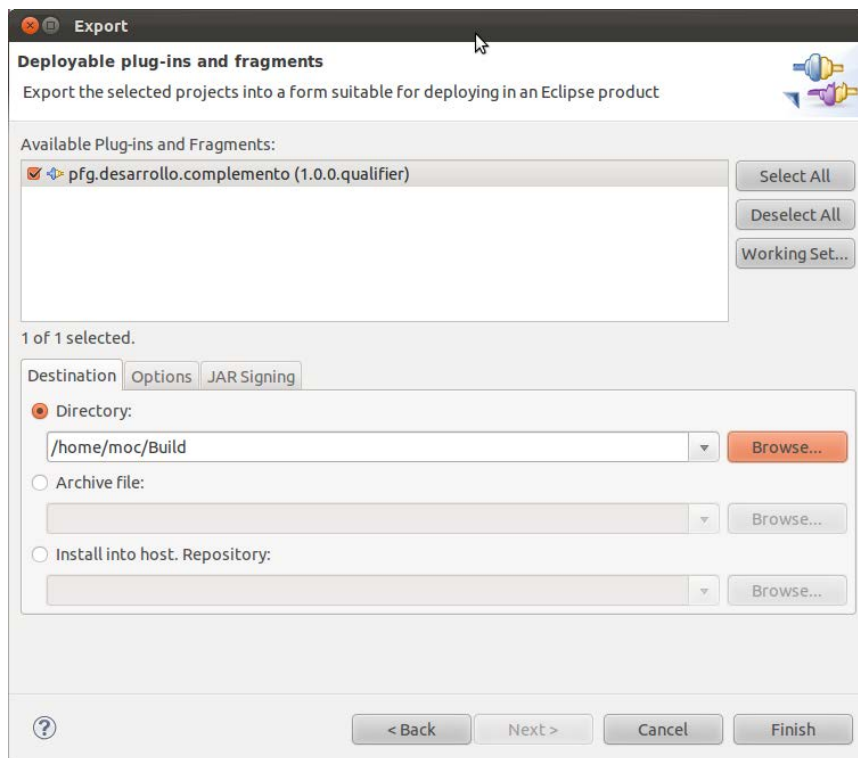 Export
Deployable plug-ins and fragments
Export the selected projects into a form suitable for deploying in an Eclipse product
Available Plug-ins and Fragments:
pfg.desarrollo.complemento (1.0.0.qualifier)
Select All
Deselect All
Working Set...
1 of 1 selected.
Destination Options JAR Signing
Directory:
/home/moc/Build Browse...
Archive file:
Browse...
Install into host. Repository:
Browse...
? < Back Next > Cancel Finish